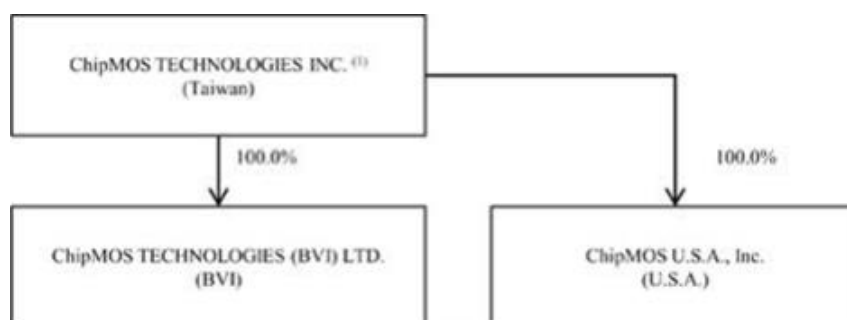 ChipMOS TECHNOLOGIES INC. (1)
(Taiwan)
100.0%
100.0%
ChipMOS TECHNOLOGIES (BVI) LTD.
(BVI)
ChipMOS U.S.A., Inc.
(U.S.A.)